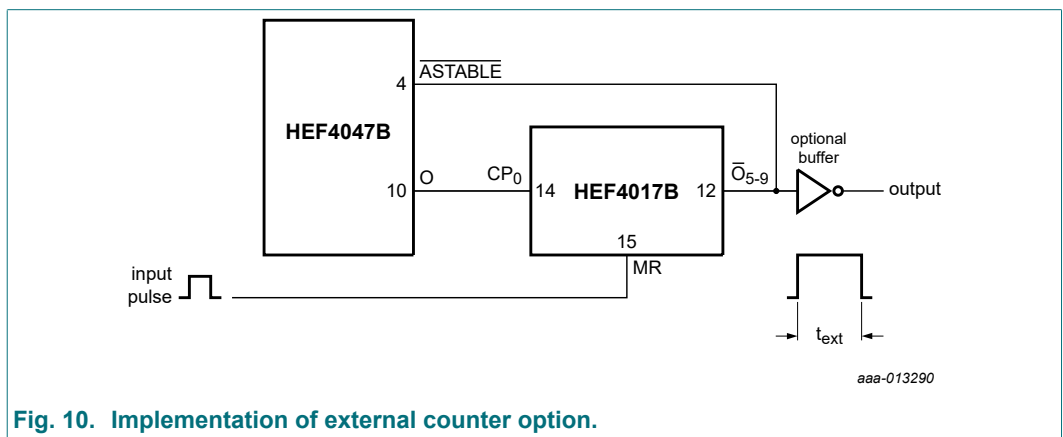 ASTABLE
4
HEF4047B
optional
buffer
10
O
CP0
14
HEF4017B
12
O̅5-9
output
15
MR
input
pulse
text
aaa-013290
Fig. 10. Implementation of external counter option.